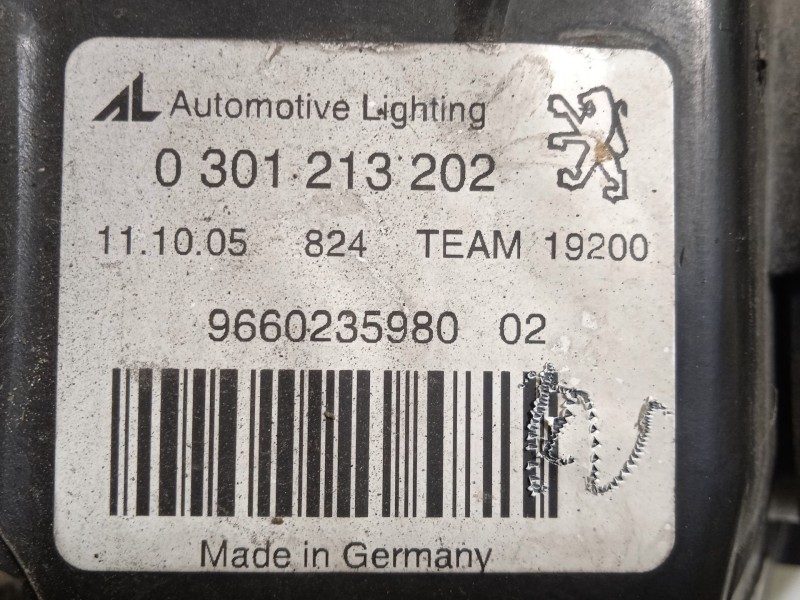 AL Automotive Lighting
0 301 213 202
11.10.05 824 TEAM 19200
9660235980 02
Made in Germany